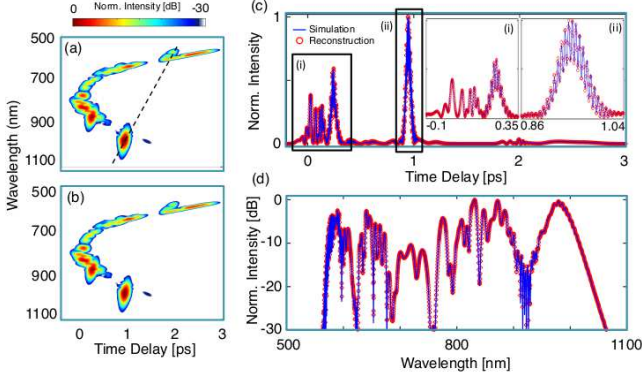 Norm. Intensity [dB]
0 -10 -20 -30
(a)
500
700
900
1100
Wavelength (nm)
(b)
500
700
900
1100
0 1 2 3
Time Delay [ps]
(c)
Norm. Intensity
1
0.5
0
Simulation
Reconstruction
(i)
(ii)
(i)
-0.1 0.35
(ii)
0.86 1.04
0 1 2 3
Time Delay [ps]
(d)
Norm. Intensity [dB]
0
-10
-20
-30
500 600 800 1100
Wavelength [nm]